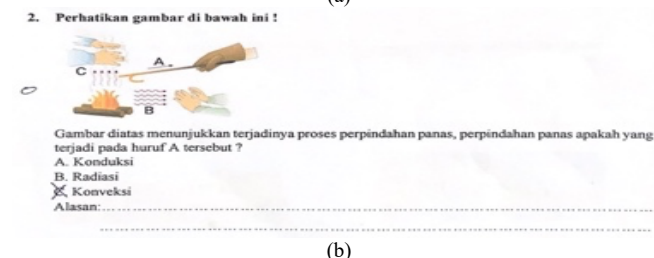 (a)
2. Perhatikan gambar di bawah ini !
A
C
B
Gambar diatas menunjukkan terjadinya proses perpindahan panas, perpindahan panas apakah yang
terjadi pada huruf A tersebut ?
A. Konduksi
B. Radiasi
C. Konveksi
Alasan:
(b)